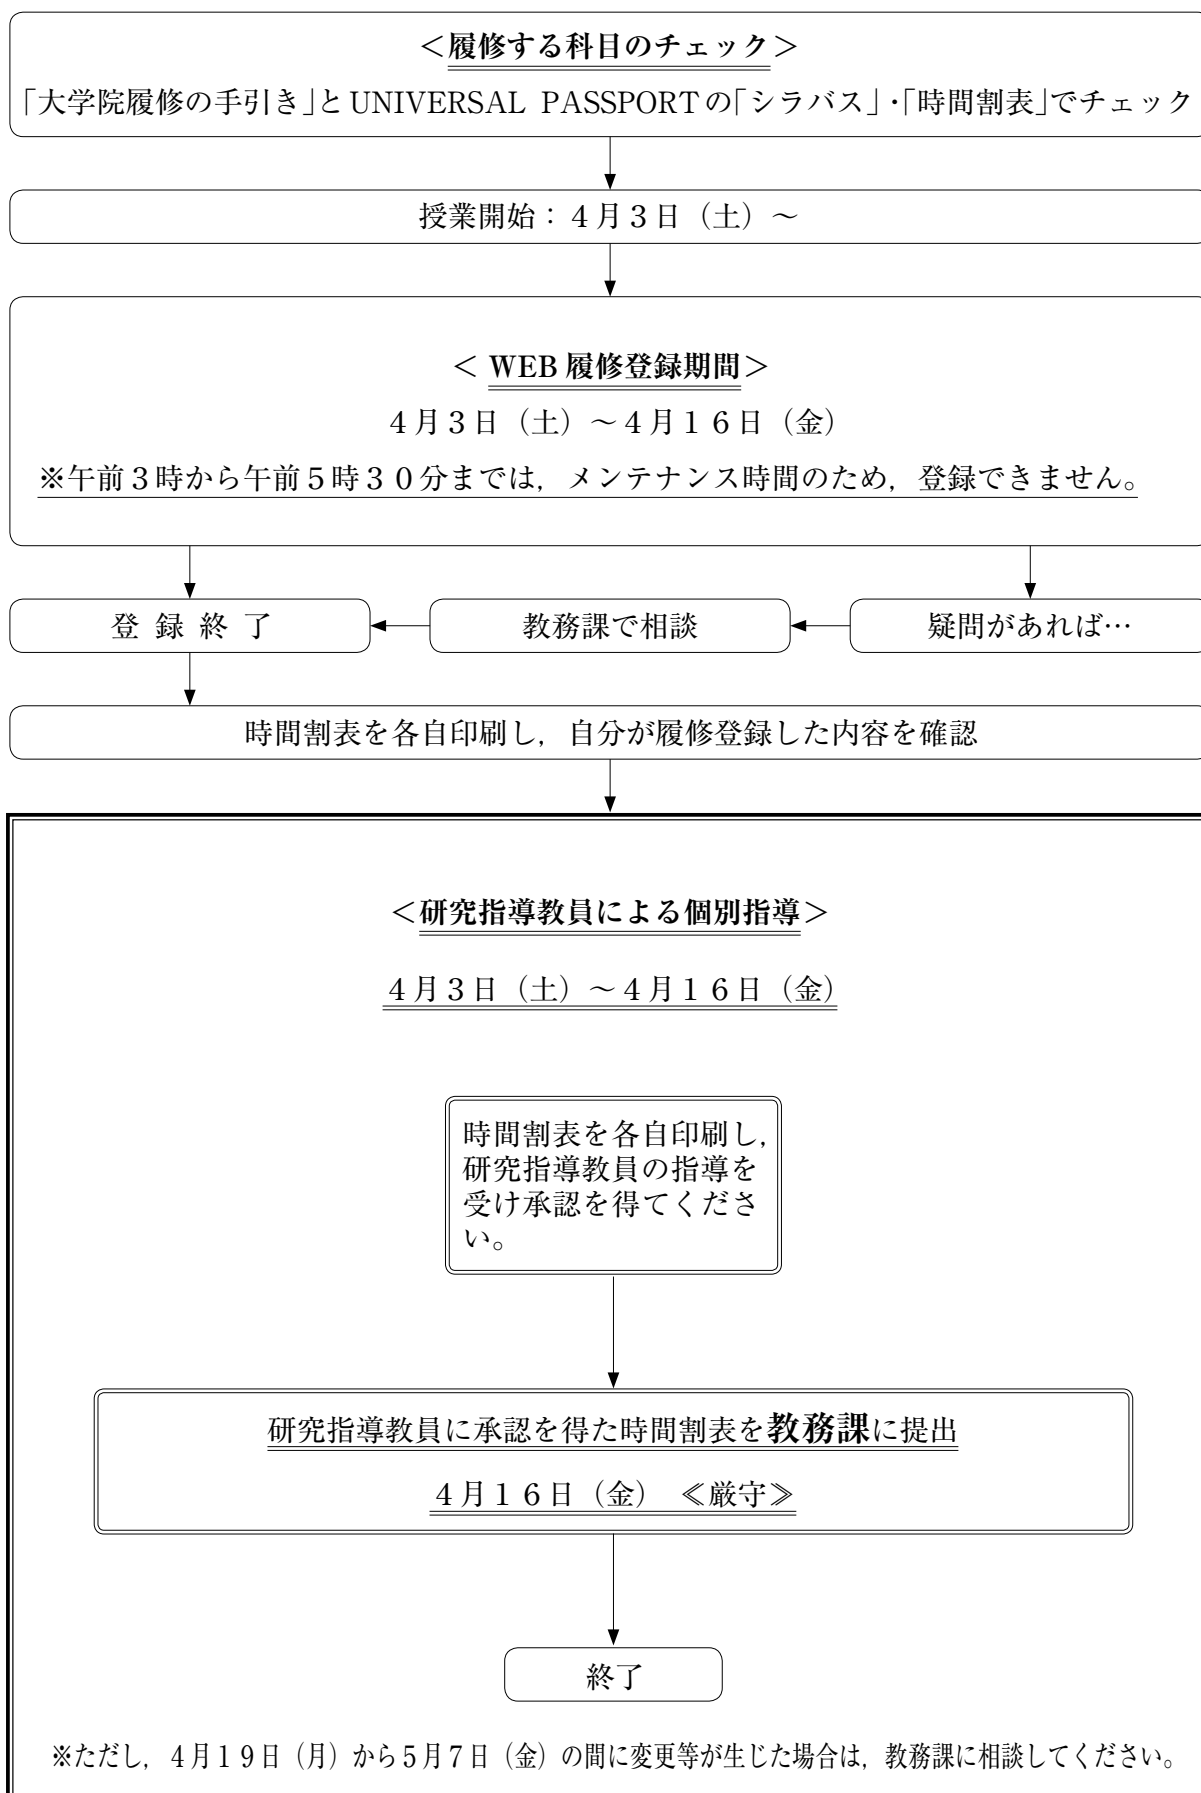 ＜履修する科目のチェック＞
「大学院履修の手引き」とUNIVERSAL PASSPORTの「シラバス」・「時間割表」でチェック
授業開始：４月３日（土）～
＜ WEB 履修登録期間＞
４月３日（土）～４月１６日（金）
※午前３時から午前５時３０分までは，メンテナンス時間のため，登録できません。
登 録 終 了
教務課で相談
疑問があれば…
時間割表を各自印刷し，自分が履修登録した内容を確認
＜研究指導教員による個別指導＞
４月３日（土）～４月１６日（金）
時間割表を各自印刷し，
研究指導教員の指導を
受け承認を得てくださ
い。
研究指導教員に承認を得た時間割表を教務課に提出
４月１６日（金） ≪厳守≫
終了
※ただし，４月１９日（月）から５月７日（金）の間に変更等が生じた場合は，教務課に相談してください。